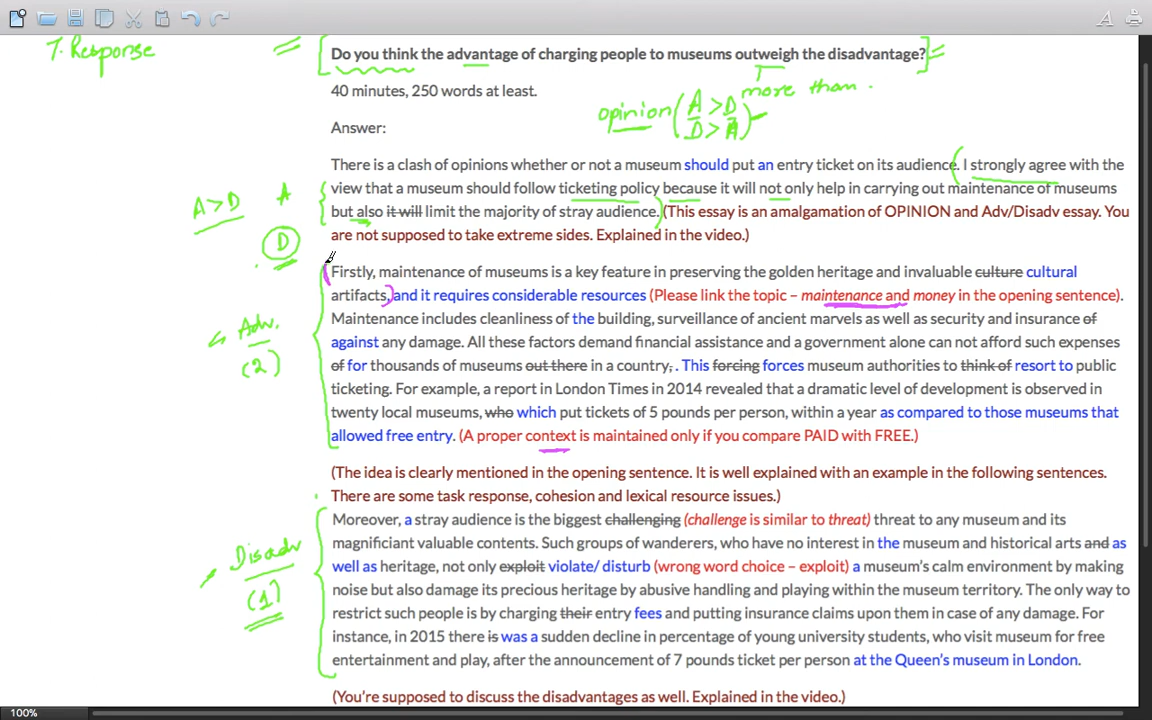 T. Response
Do you think the advantage of charging people to museums outweigh the disadvantage?
more than.
40 minutes, 250 words at least.
opinion (A > D
D > A)
Answer:
There is a clash of opinions whether or not a museum should put an entry ticket on its audience. I strongly agree with the
view that a museum should follow ticketing policy because it will not only help in carrying out maintenance of museums
A > D A
but also it will limit the majority of stray audience. (This essay is an amalgamation of OPINION and Adv/Disadv essay. You
D
are not supposed to take extreme sides. Explained in the video.)
Firstly, maintenance of museums is a key feature in preserving the golden heritage and invaluable culture cultural
artifacts, and it requires considerable resources (Please link the topic – maintenance and money in the opening sentence).
Maintenance includes cleanliness of the building, surveillance of ancient marvels as well as security and insurance of
Adv.
against any damage. All these factors demand financial assistance and a government alone can not afford such expenses
(2)
of for thousands of museums out there in a country, . This forcing forces museum authorities to think of resort to public
ticketing. For example, a report in London Times in 2014 revealed that a dramatic level of development is observed in
twenty local museums, who which put tickets of 5 pounds per person, within a year as compared to those museums that
allowed free entry. (A proper context is maintained only if you compare PAID with FREE.)
(The idea is clearly mentioned in the opening sentence. It is well explained with an example in the following sentences.
There are some task response, cohesion and lexical resource issues.)
Moreover, a stray audience is the biggest challenging (challenge is similar to threat) threat to any museum and its
magnificiant valuable contents. Such groups of wanderers, who have no interest in the museum and historical arts and as
Disadv
well as heritage, not only exploit violate/ disturb (wrong word choice – exploit) a museum's calm environment by making
noise but also damage its precious heritage by abusive handling and playing within the museum territory. The only way to
(1)
restrict such people is by charging their entry fees and putting insurance claims upon them in case of any damage. For
instance, in 2015 there is was a sudden decline in percentage of young university students, who visit museum for free
entertainment and play, after the announcement of 7 pounds ticket per person at the Queen's museum in London.
(You're supposed to discuss the disadvantages as well. Explained in the video.)
100%